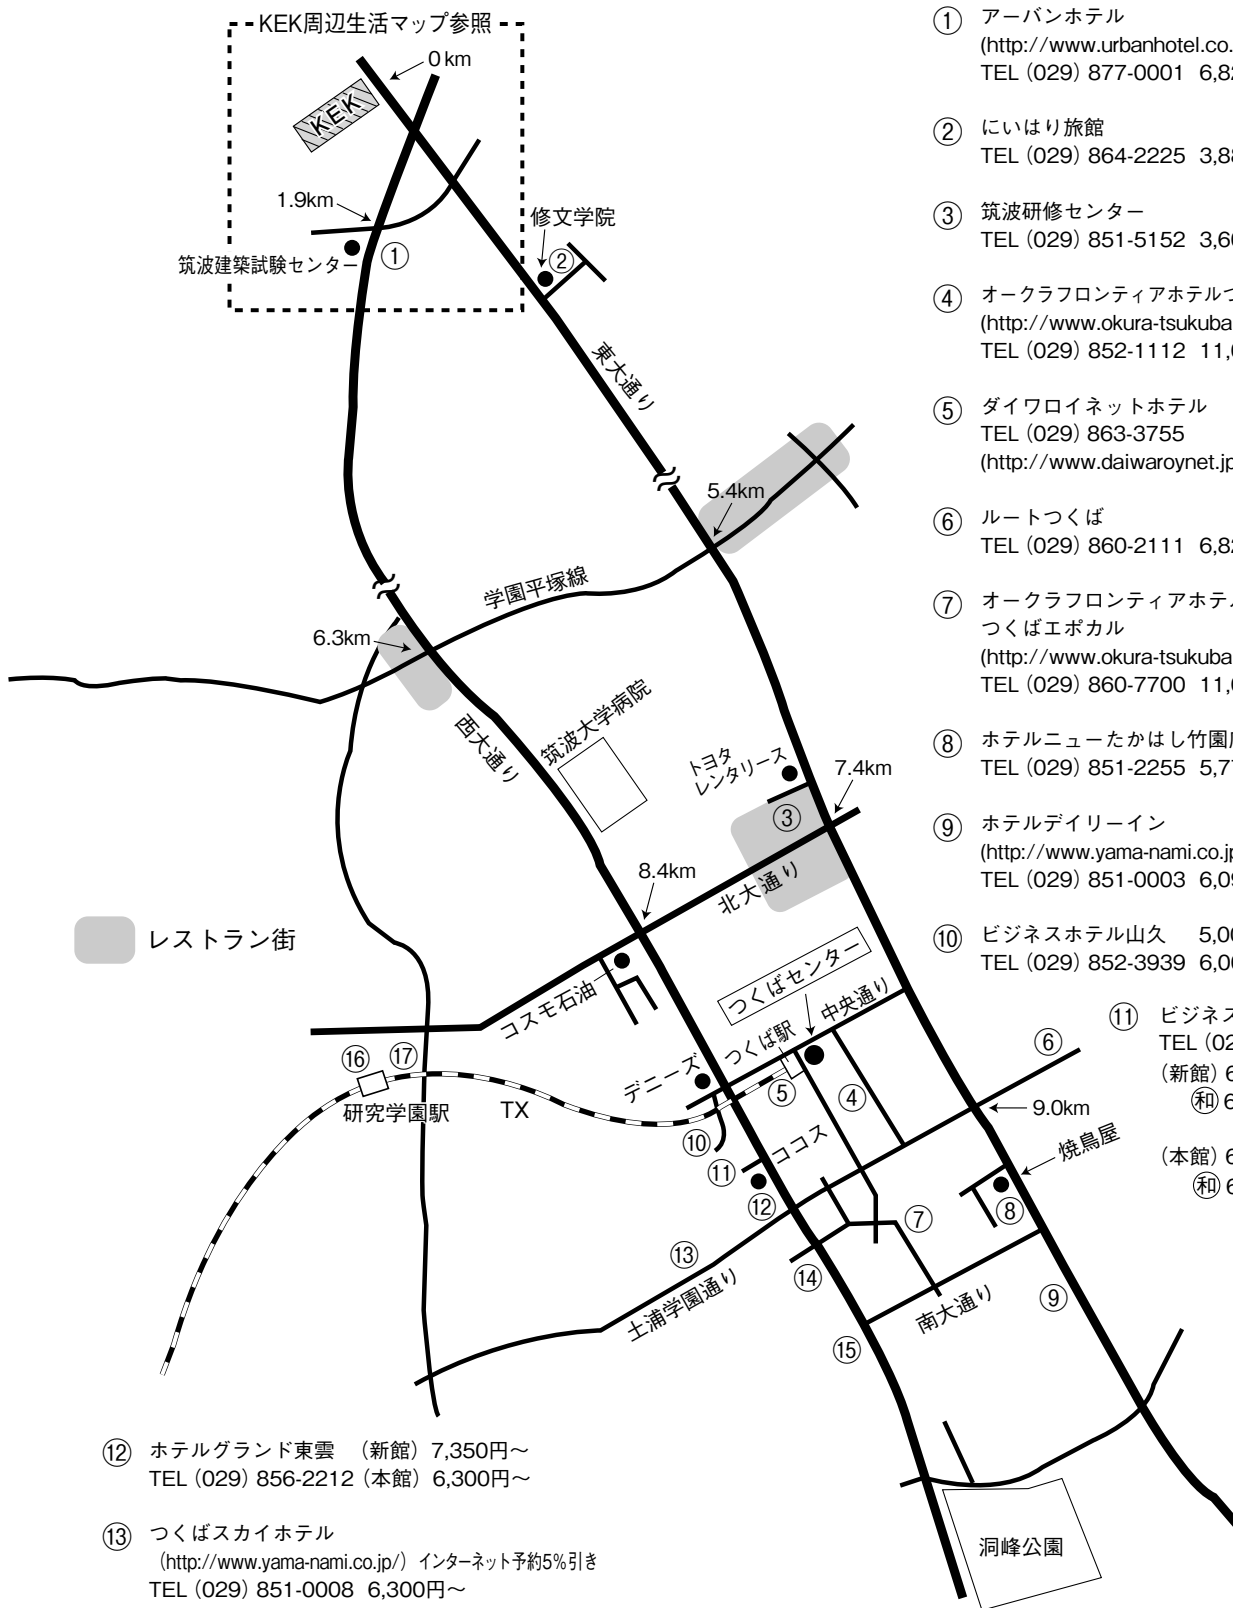 KEK周辺生活マップ参照
0km
KEK
1.9km
筑波建築試験センター
①
修文学院
②
東大通り
5.4km
学園平塚線
6.3km
西大通り
筑波大学病院
トヨタ
レンタリース
7.4km
③
8.4km
北大通り
レストラン街
コスモ石油
つくばセンター
つくば駅
中央通り
デニーズ
⑯
⑰
研究学園駅
TX
⑤
④
⑥
9.0km
⑩
⑪
ココス
⑫
焼鳥屋
⑧
⑦
⑬
⑭
土浦学園通り
南大通り
⑨
⑮
洞峰公園
① アーバンホテル
(http://www.urbanhotel.co.
TEL (029) 877-0001 6,8
② にいはり旅館
TEL (029) 864-2225 3,8
③ 筑波研修センター
TEL (029) 851-5152 3,6
④ オークラフロンティアホテル
(http://www.okura-tsukuba
TEL (029) 852-1112 11,
⑤ ダイワロイネットホテル
TEL (029) 863-3755
(http://www.daiwaroynet.jp
⑥ ルートつくば
TEL (029) 860-2111 6,8
⑦ オークラフロンティアホテル
つくばエポカル
(http://www.okura-tsukuba
TEL (029) 860-7700 11,
⑧ ホテルニューたかはし竹園
TEL (029) 851-2255 5,7
⑨ ホテルデイリーイン
(http://www.yama-nami.co.jp
TEL (029) 851-0003 6,0
⑩ ビジネスホテル山久 5,0
TEL (029) 852-3939 6,0
⑪ ビジネス
TEL (02
(新館) 6
和 6
(本館) 6
和 6
⑫ ホテルグランド東雲 (新館) 7,350円～
TEL (029) 856-2212 (本館) 6,300円～
⑬ つくばスカイホテル
(http://www.yama-nami.co.jp/) インターネット予約5%引き
TEL (029) 851-0008 6,300円～